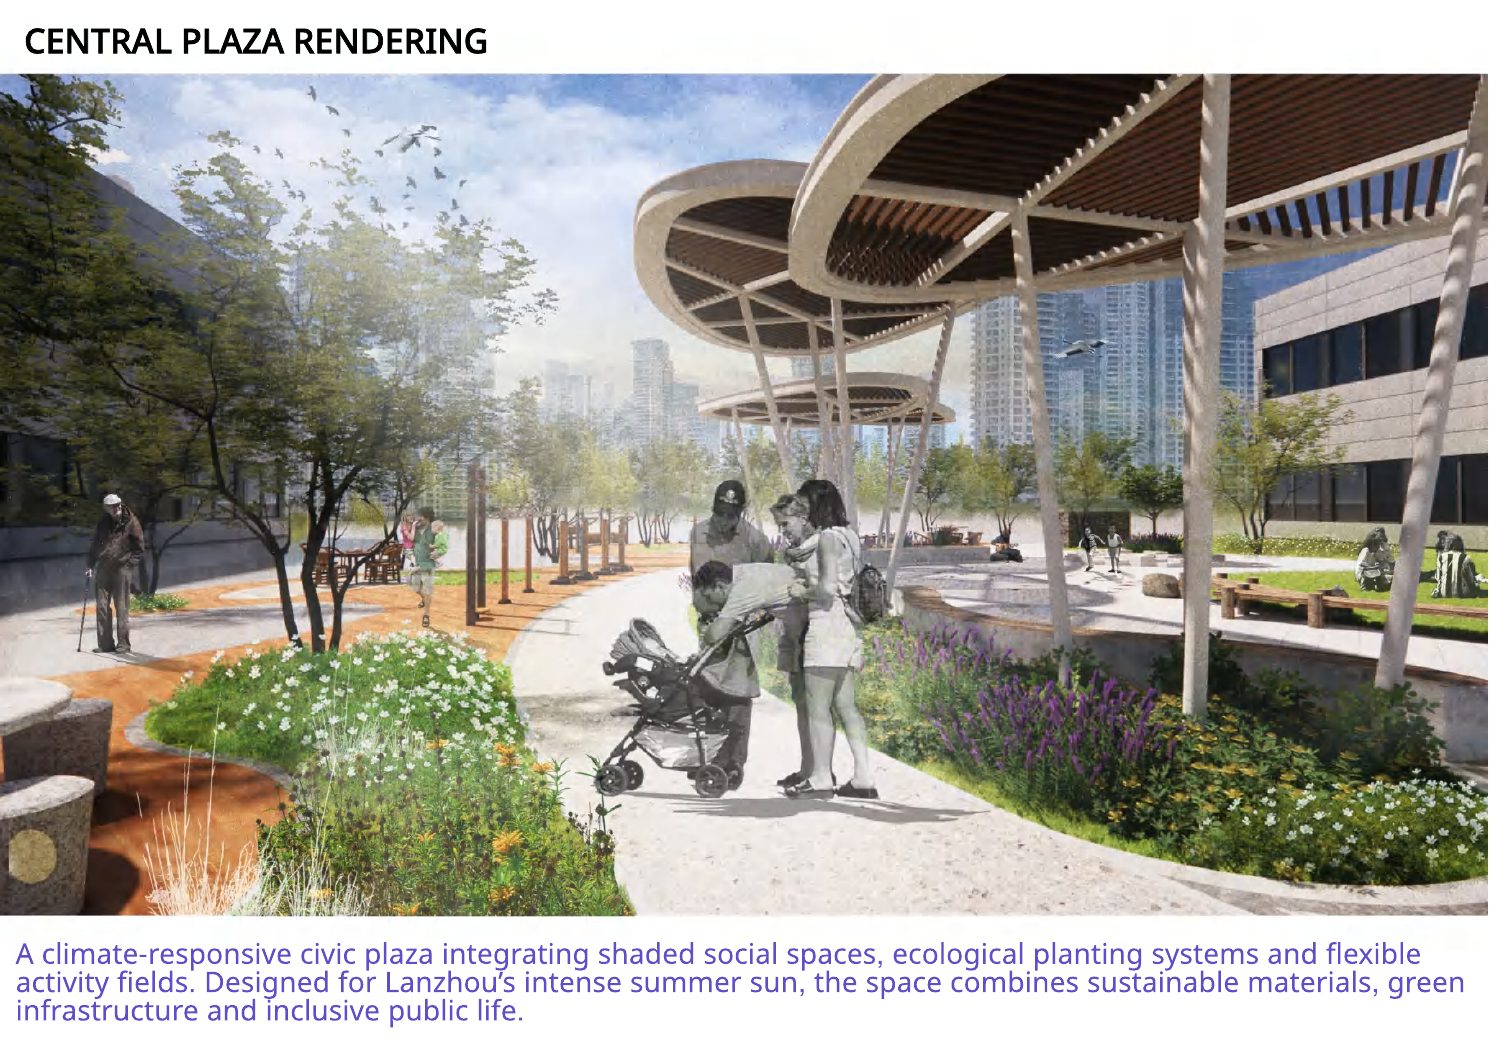 CENTRAL PLAZA RENDERING
A climate-responsive civic plaza integrating shaded social spaces, ecological planting systems and flexible
activity fields. Designed for Lanzhou's intense summer sun, the space combines sustainable materials, green
infrastructure and inclusive public life.